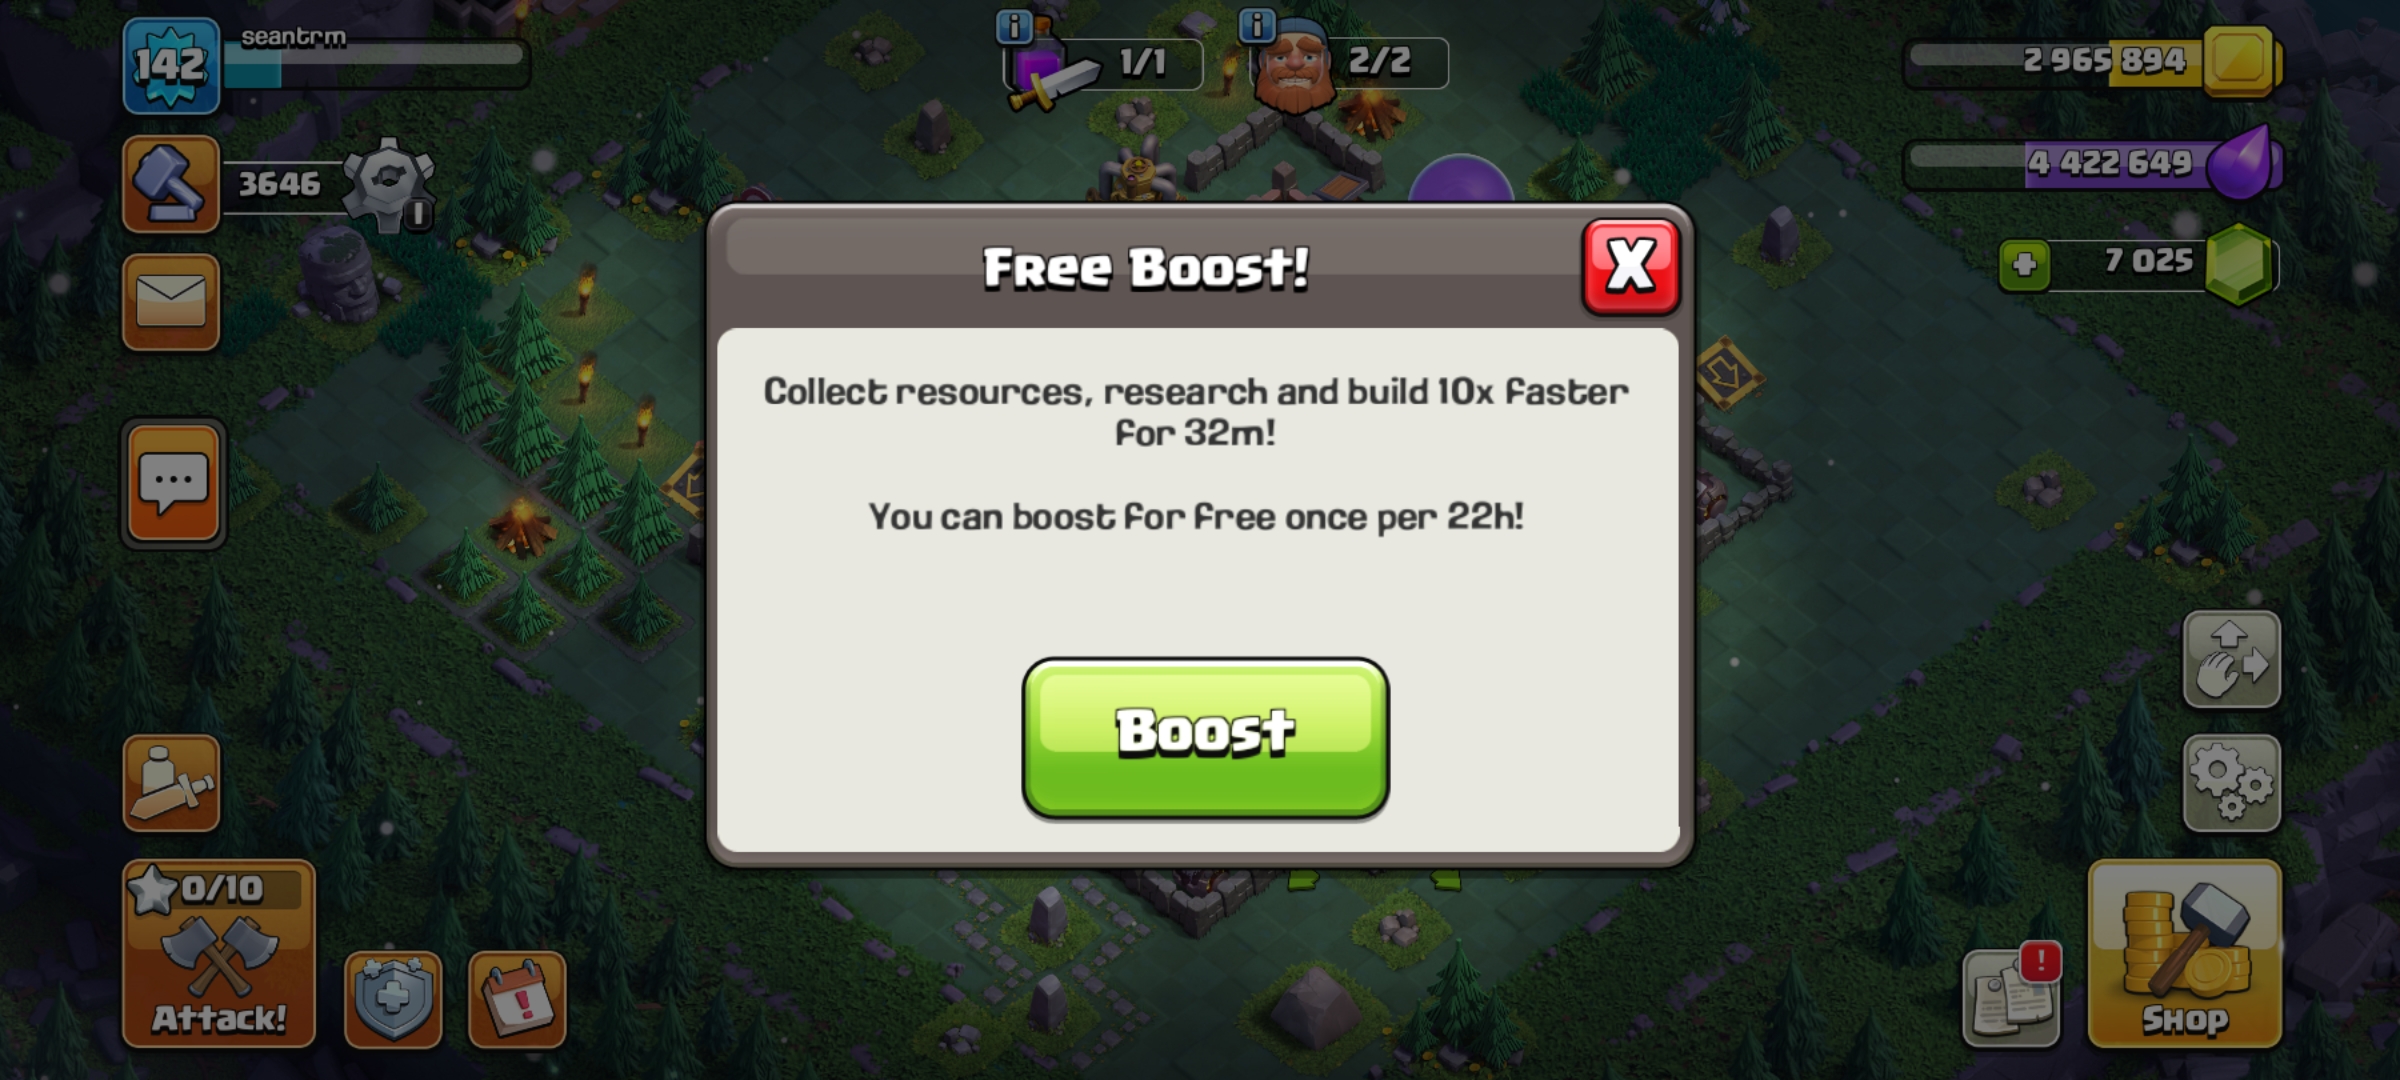 142
seantrm
1/1
2/2
2 965 894
3646
I
4 422 649
7 025
Free Boost!
X
Collect resources, research and build 10x faster
for 32m!
You can boost for free once per 22h!
Boost
0/10
Attack!
!
!
Shop